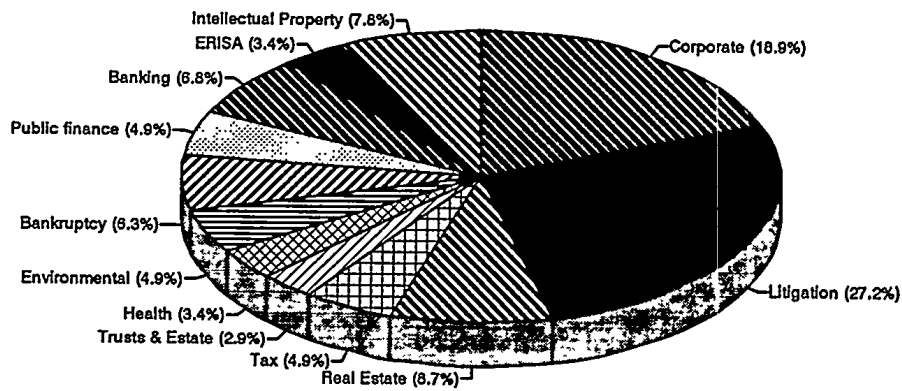 Intellectual Property (7.8%)
ERISA (3.4%)
Corporate (18.9%)
Banking (6.8%)
Public finance (4.9%)
Bankruptcy (6.3%)
Environmental (4.9%)
Litigation (27.2%)
Health (3.4%)
Trusts & Estate (2.9%)
Tax (4.9%)
Real Estate (8.7%)